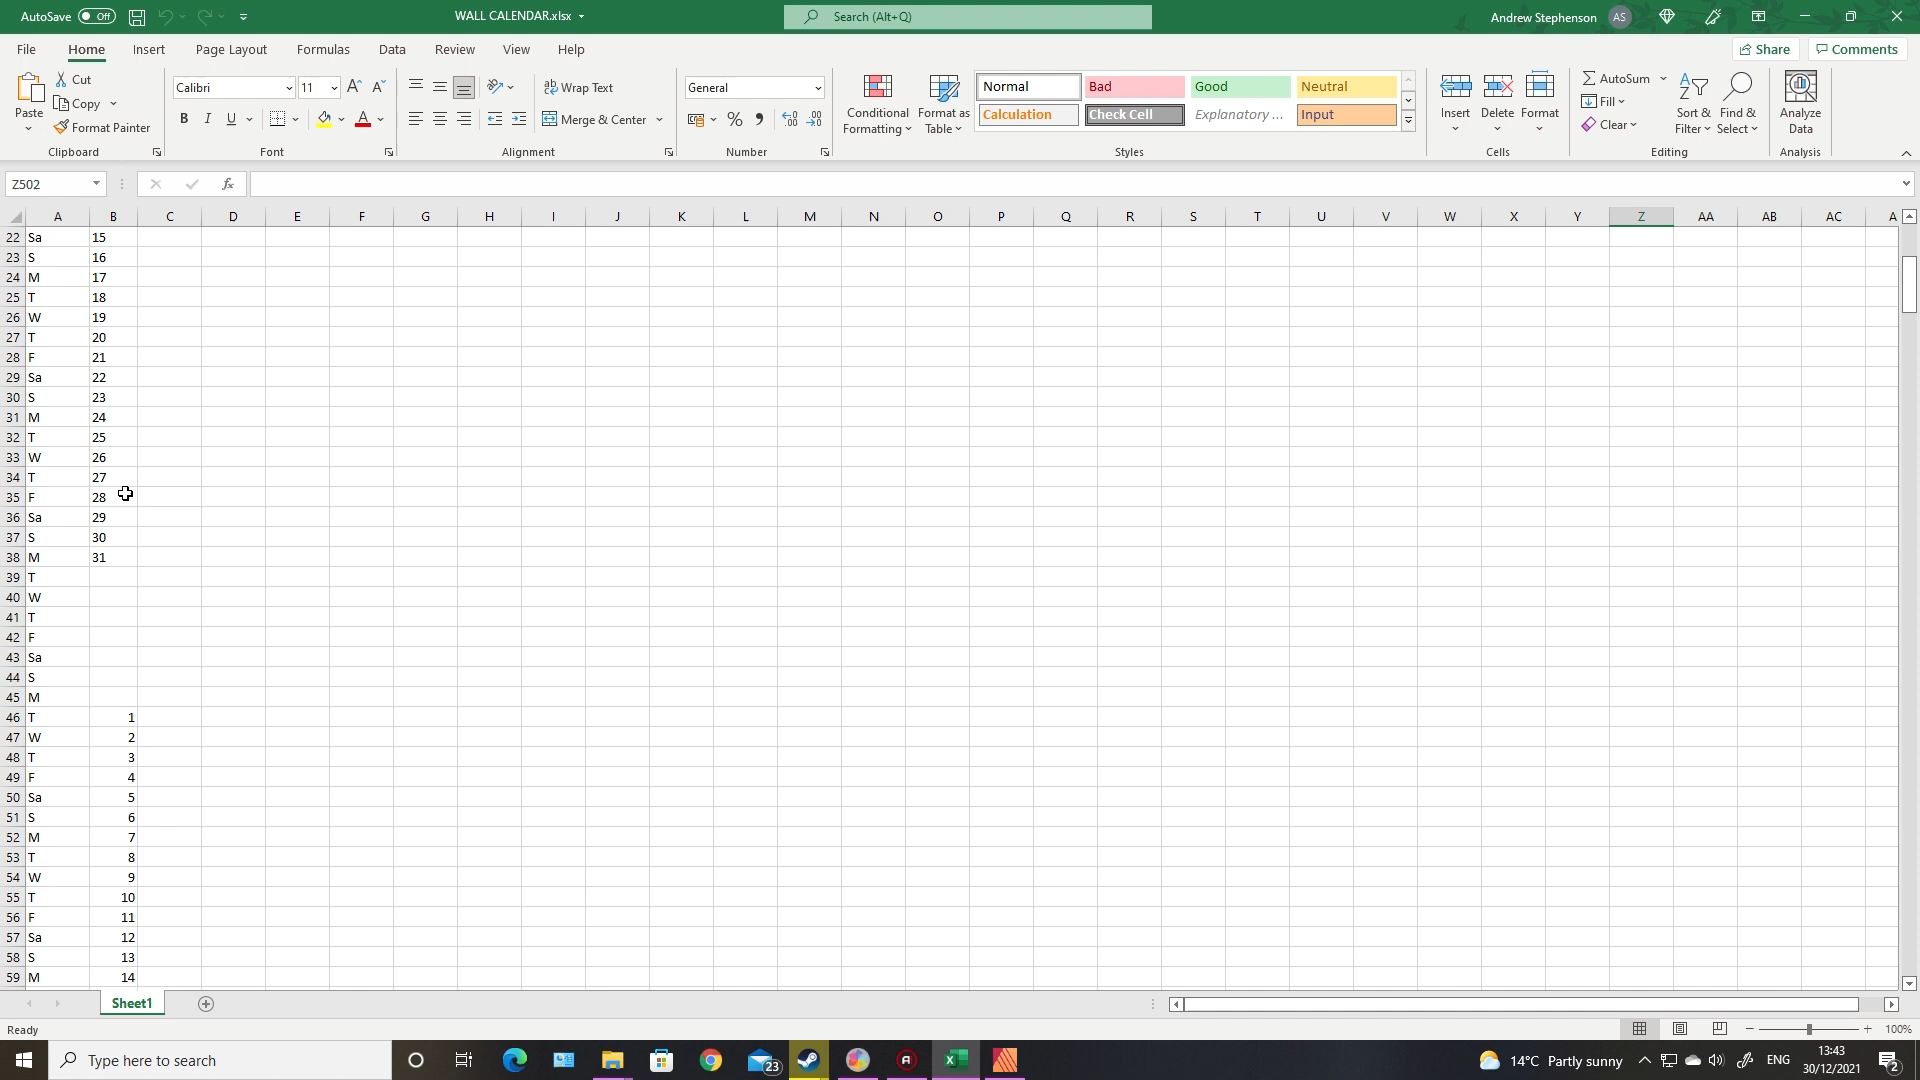 AutoSave Off WALL CALENDAR.xlsx Search (Alt+Q) Andrew Stephenson AS
File Home Insert Page Layout Formulas Data Review View Help Share Comments
Paste Cut Copy Format Painter Clipboard
Calibri 11 B I U A A Font
Wrap Text Merge & Center Alignment
General % Number
Conditional Formatting Format as Table
Normal Bad Good Neutral
Calculation Check Cell Explanatory ... Input
Styles
Insert Delete Format Cells
AutoSum Fill Clear Sort & Filter Find & Select Editing
Analyze Data Analysis
Z502 fx
A B C D E F G H I J K L M N O P Q R S T U V W X Y Z AA AB AC A
22 Sa 15
23 S 16
24 M 17
25 T 18
26 W 19
27 T 20
28 F 21
29 Sa 22
30 S 23
31 M 24
32 T 25
33 W 26
34 T 27
35 F 28
36 Sa 29
37 S 30
38 M 31
39 T
40 W
41 T
42 F
43 Sa
44 S
45 M
46 T 1
47 W 2
48 T 3
49 F 4
50 Sa 5
51 S 6
52 M 7
53 T 8
54 W 9
55 T 10
56 F 11
57 Sa 12
58 S 13
59 M 14
Sheet1
Ready 100%
Type here to search 23 14°C Partly sunny ENG 13:43 30/12/2021 2